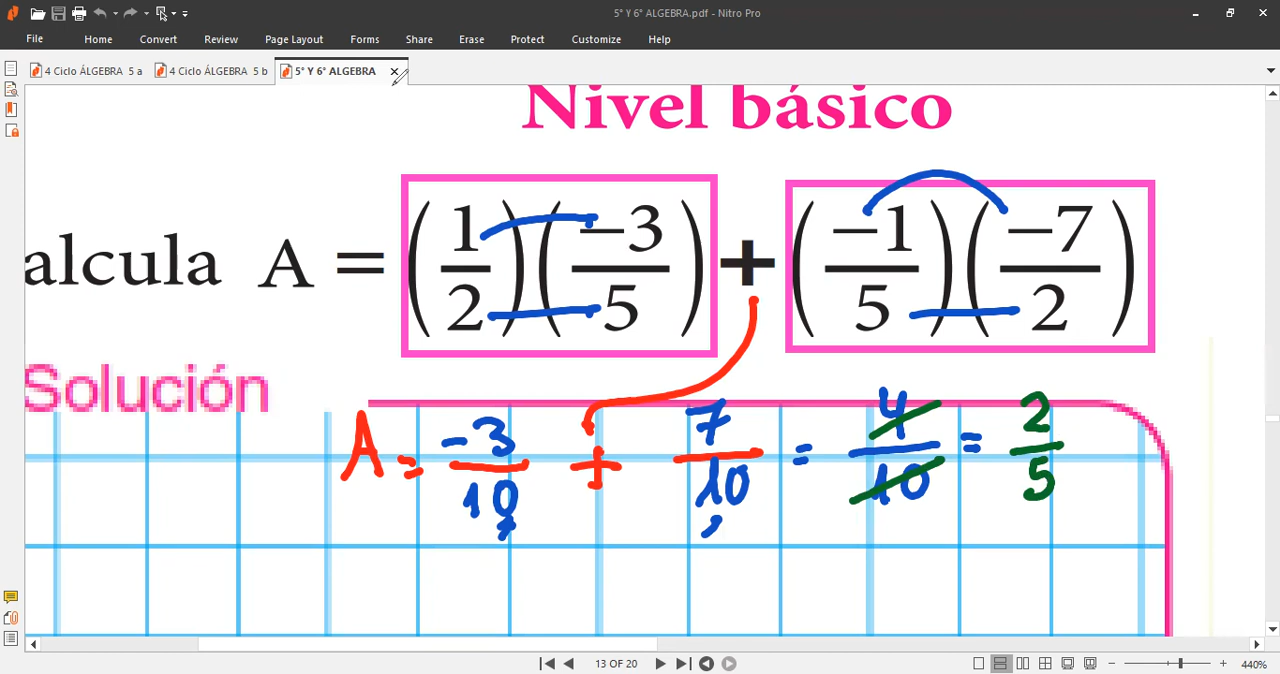 5° Y 6° ALGEBRA.pdf - Nitro Pro
File Home Convert Review Page Layout Forms Share Erase Protect Customize Help
4 Ciclo ÁLGEBRA 5 a 4 Ciclo ÁLGEBRA 5 b 5° Y 6° ALGEBRA
Nivel básico
alcula A = (1/2)(−3/5) + (−1/5)(−7/2)
Solución
A = -3/10 + 7/10 = 4/10 = 2/5
13 OF 20 440%